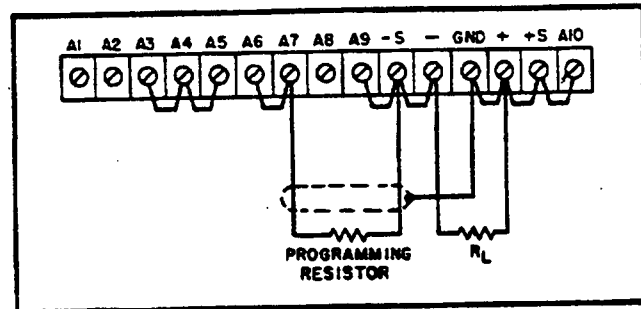 A1 A2 A3 A4 A5 A6 A7 A8 A9 -S - GND + +S A10
PROGRAMMING
RESISTOR
RL